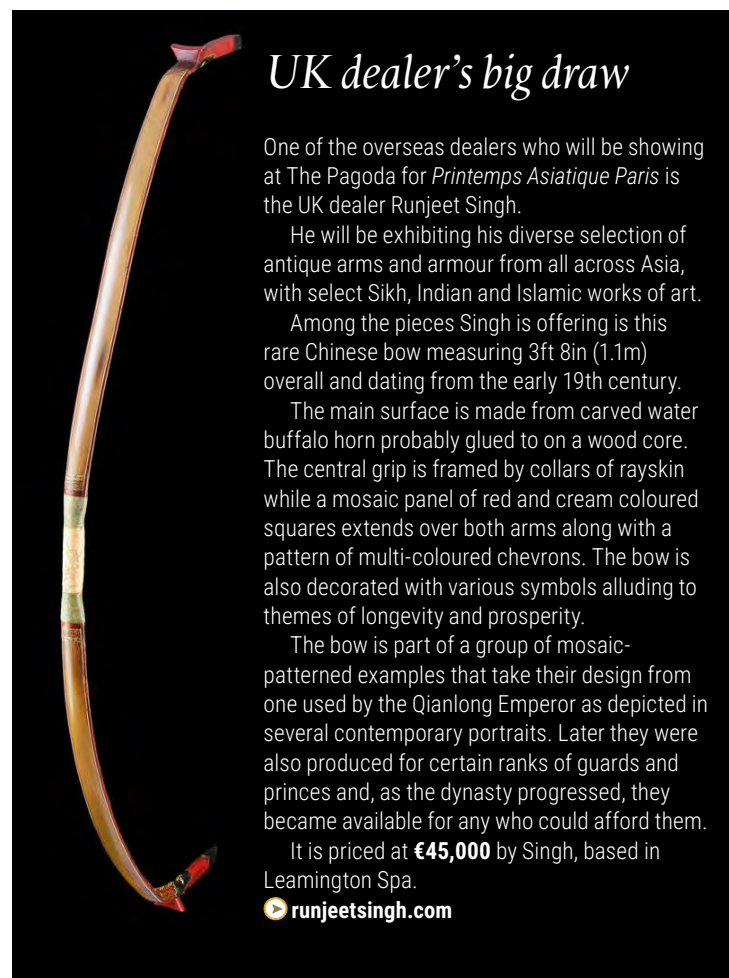 UK dealer’s big draw
One of the overseas dealers who will be showing
at The Pagoda for Printemps Asiatique Paris is
the UK dealer Runjeet Singh.
He will be exhibiting his diverse selection of
antique arms and armour from all across Asia,
with select Sikh, Indian and Islamic works of art.
Among the pieces Singh is offering is this
rare Chinese bow measuring 3ft 8in (1.1m)
overall and dating from the early 19th century.
The main surface is made from carved water
buffalo horn probably glued to on a wood core.
The central grip is framed by collars of rayskin
while a mosaic panel of red and cream coloured
squares extends over both arms along with a
pattern of multi-coloured chevrons. The bow is
also decorated with various symbols alluding to
themes of longevity and prosperity.
The bow is part of a group of mosaic-
patterned examples that take their design from
one used by the Qianlong Emperor as depicted in
several contemporary portraits. Later they were
also produced for certain ranks of guards and
princes and, as the dynasty progressed, they
became available for any who could afford them.
It is priced at €45,000 by Singh, based in
Leamington Spa.
runjeetsingh.com